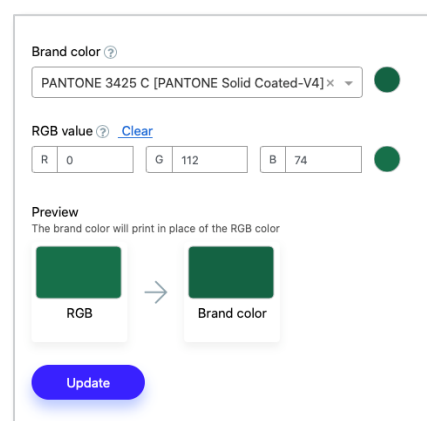 Brand color ?
PANTONE 3425 C [PANTONE Solid Coated-V4] ×
RGB value ? Clear
R 0 G 112 B 74
Preview
The brand color will print in place of the RGB color
RGB Brand color
Update